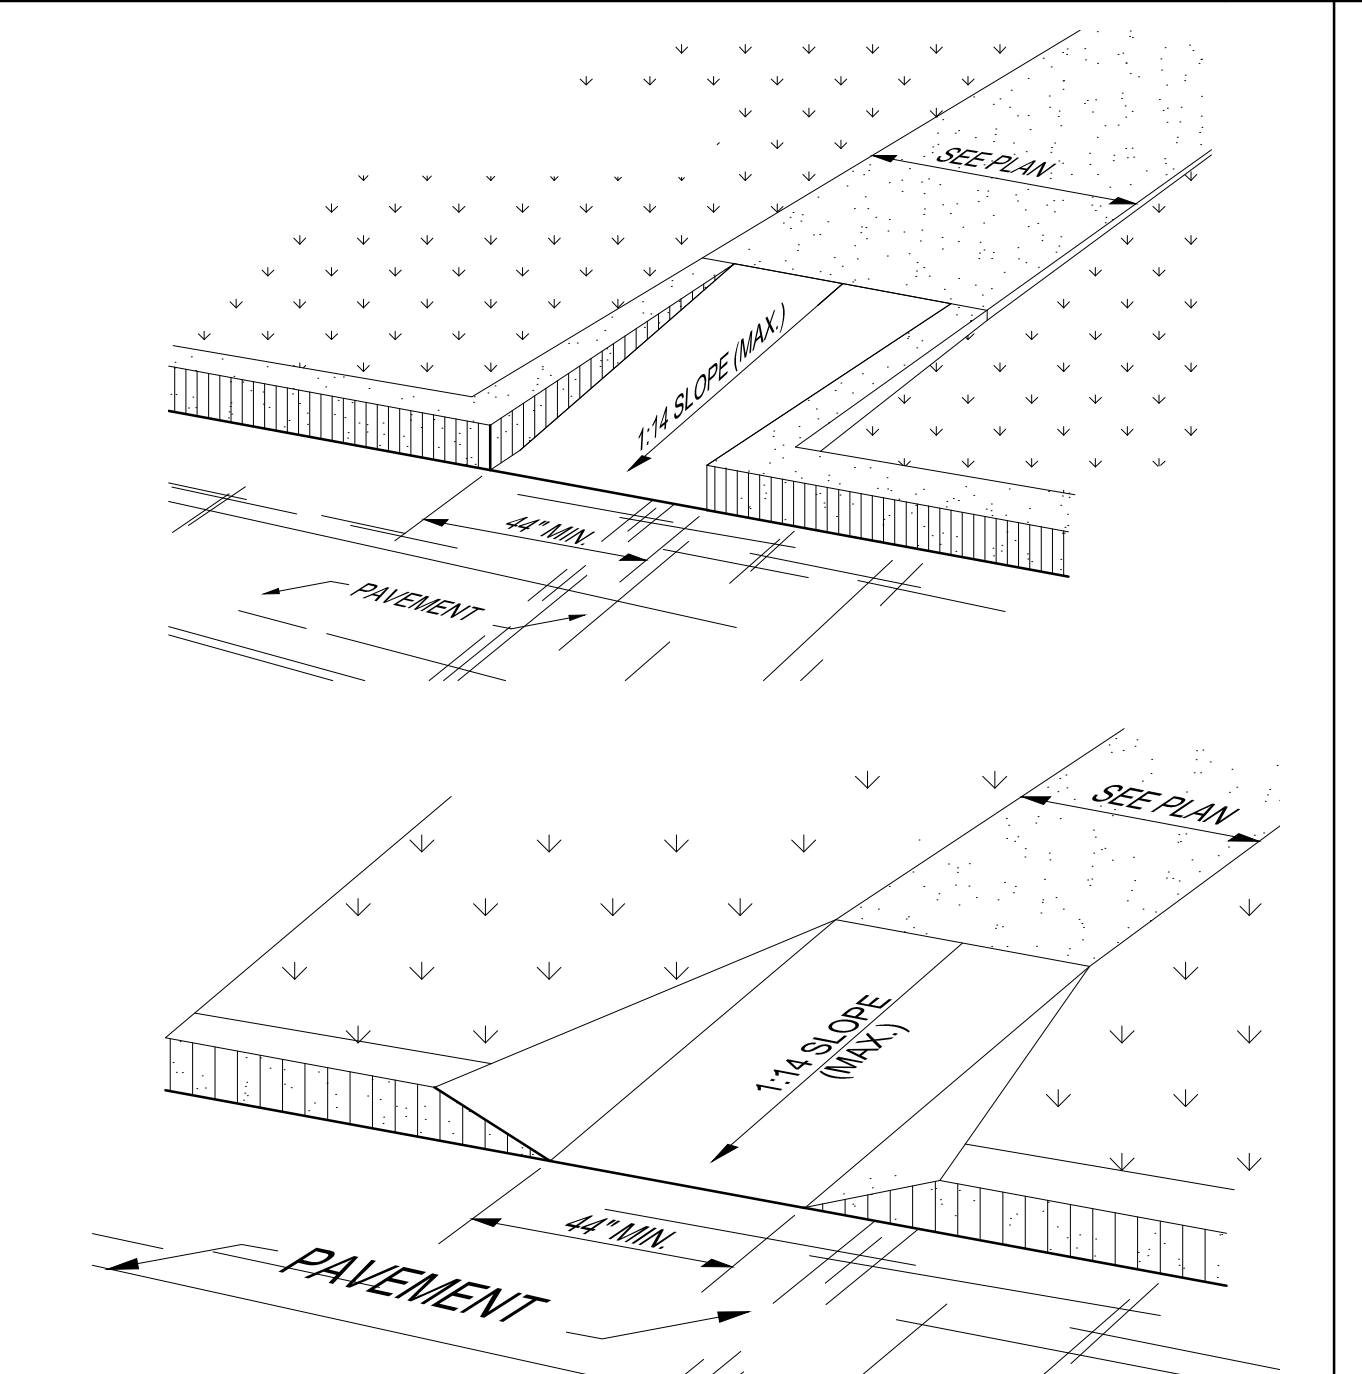 SEE PLAN
1:14 SLOPE (MAX.)
44" MIN.
PAVEMENT
SEE PLAN
1:14 SLOPE
(MAX.)
44" MIN.
PAVEMENT